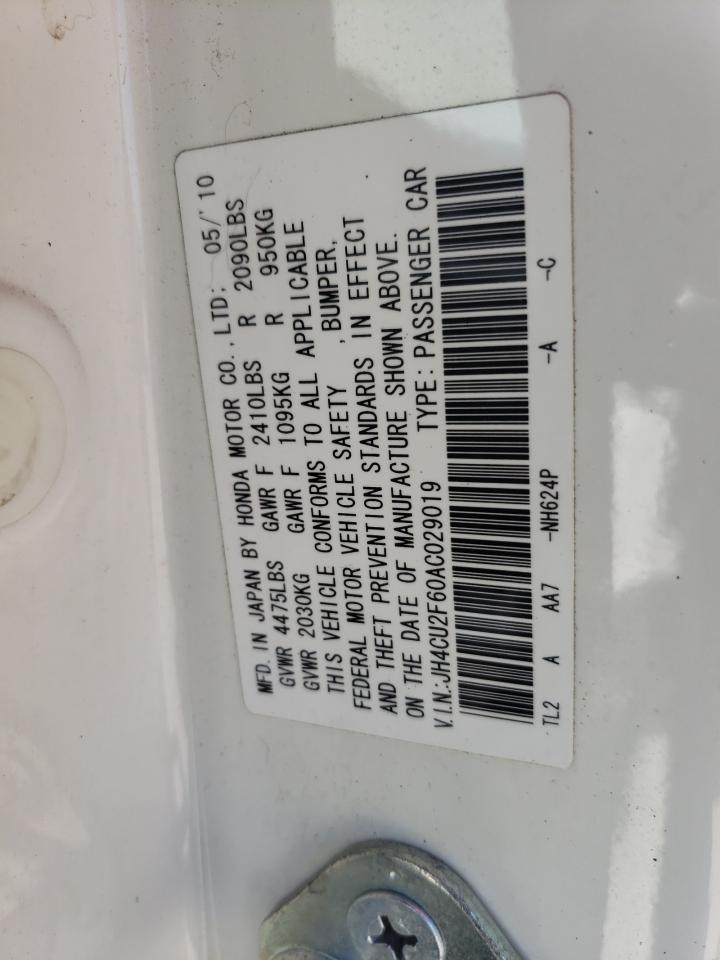 MFD. IN JAPAN BY HONDA MOTOR CO., LTD; 05/'10
GVWR 4475LBS GAWR F 2410LBS R 2090LBS
GVWR 2030KG GAWR F 1095KG R 950KG
THIS VEHICLE CONFORMS TO ALL APPLICABLE
FEDERAL MOTOR VEHICLE SAFETY ,BUMPER,
AND THEFT PREVENTION STANDARDS IN EFFECT
ON THE DATE OF MANUFACTURE SHOWN ABOVE.
V.I.N.:JH4CU2F60AC029019 TYPE: PASSENGER CAR
TL2 A AA7 -NH624P -A -C